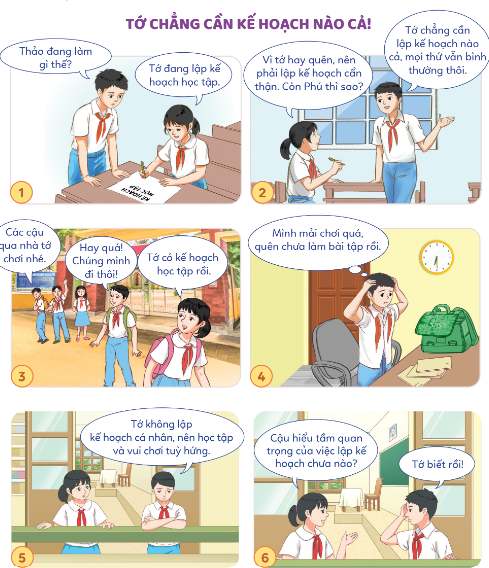 TỚ CHẲNG CẦN KẾ HOẠCH NÀO CẢ!
Thảo đang làm
gì thế?
Tớ đang lập kế
hoạch học tập.
KẾ HOẠCH
HỌC TẬP
1
Vì tớ hay quên, nên
phải lập kế hoạch cẩn
thận. Còn Phú thì sao?
Tớ chẳng cần
lập kế hoạch nào
cả, mọi thứ vẫn bình
thường thôi.
2
Các cậu
qua nhà tớ
chơi nhé.
Hay quá!
Chúng mình
đi thôi!
Tớ có kế hoạch
học tập rồi.
3
Mình mải chơi quá,
quên chưa làm bài tập rồi.
4
Tớ không lập
kế hoạch cá nhân, nên học tập
và vui chơi tuỳ hứng.
5
Cậu hiểu tầm quan
trọng của việc lập kế
hoạch chưa nào?
Tớ biết rồi!
6